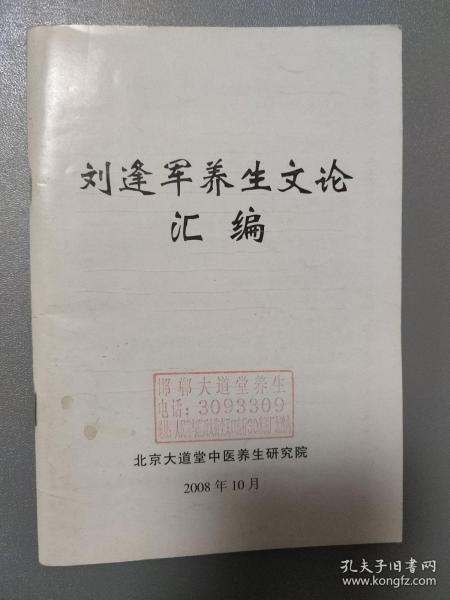 刘逢军养生文论
汇编
邯郸大道堂养生
电话：3093309
北京大道堂中医养生研究院
2008年10月
孔夫子旧书网
www.kongfz.com